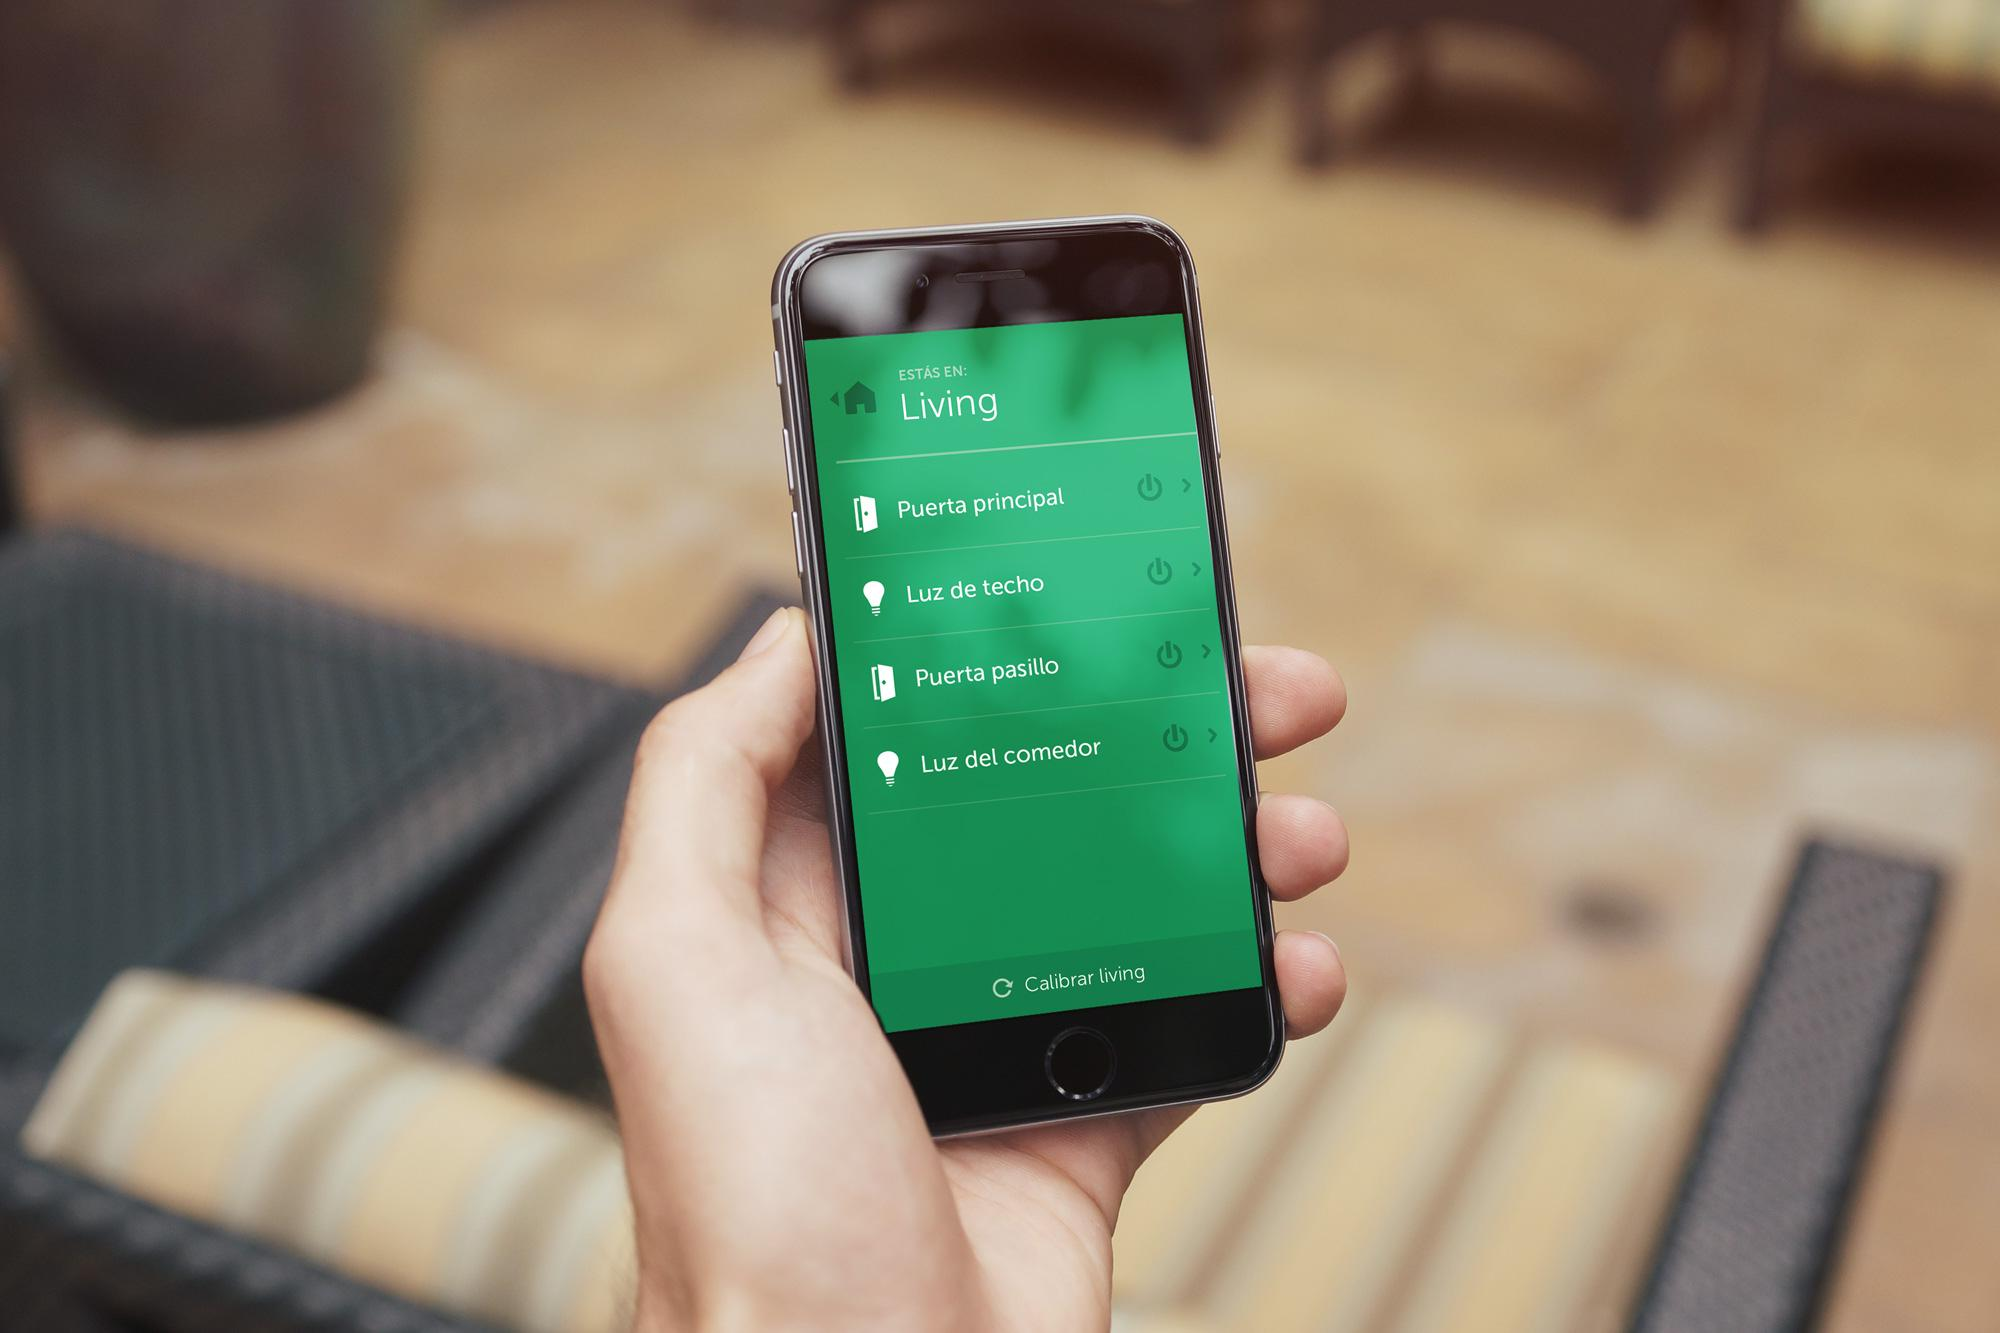 ESTÁS EN:
Living
Puerta principal
Luz de techo
Puerta pasillo
Luz del comedor
Calibrar living